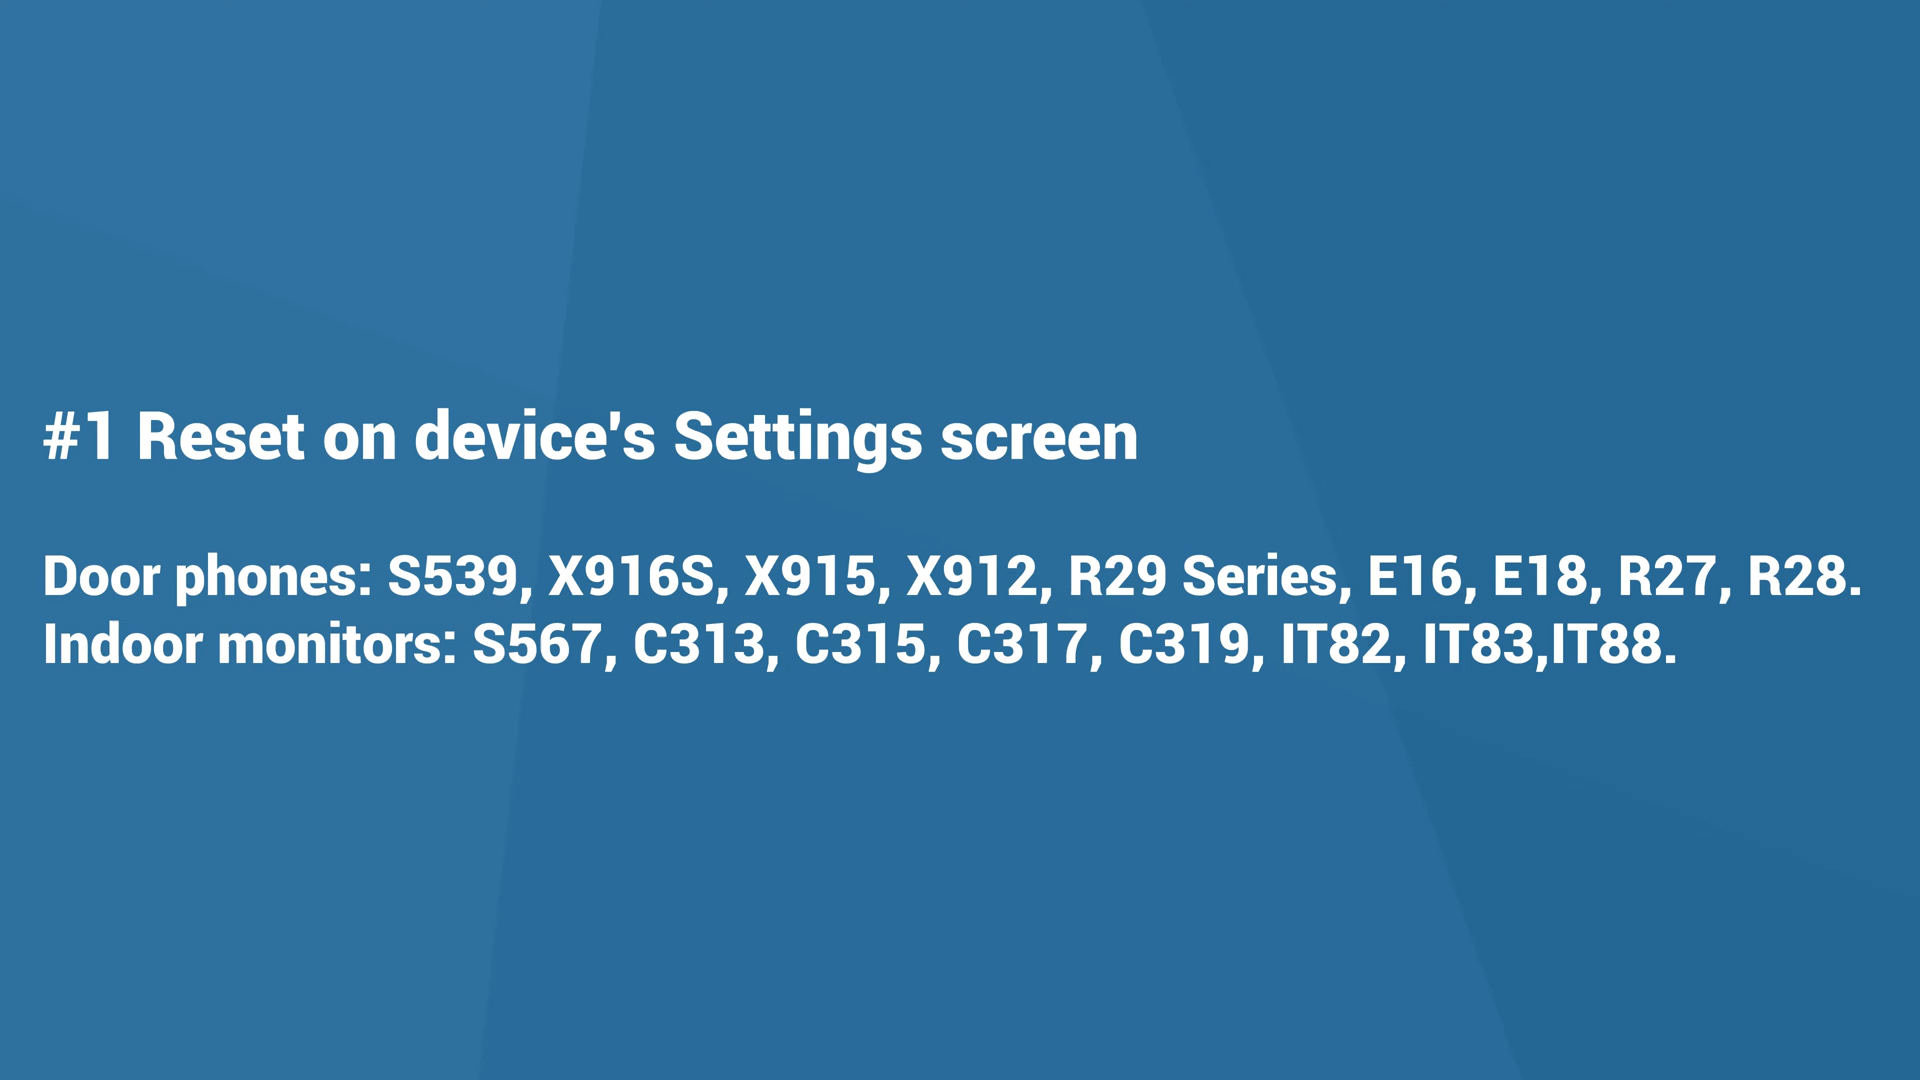 #1 Reset on device's Settings screen
Door phones: S539, X916S, X915, X912, R29 Series, E16, E18, R27, R28.
Indoor monitors: S567, C313, C315, C317, C319, IT82, IT83,IT88.